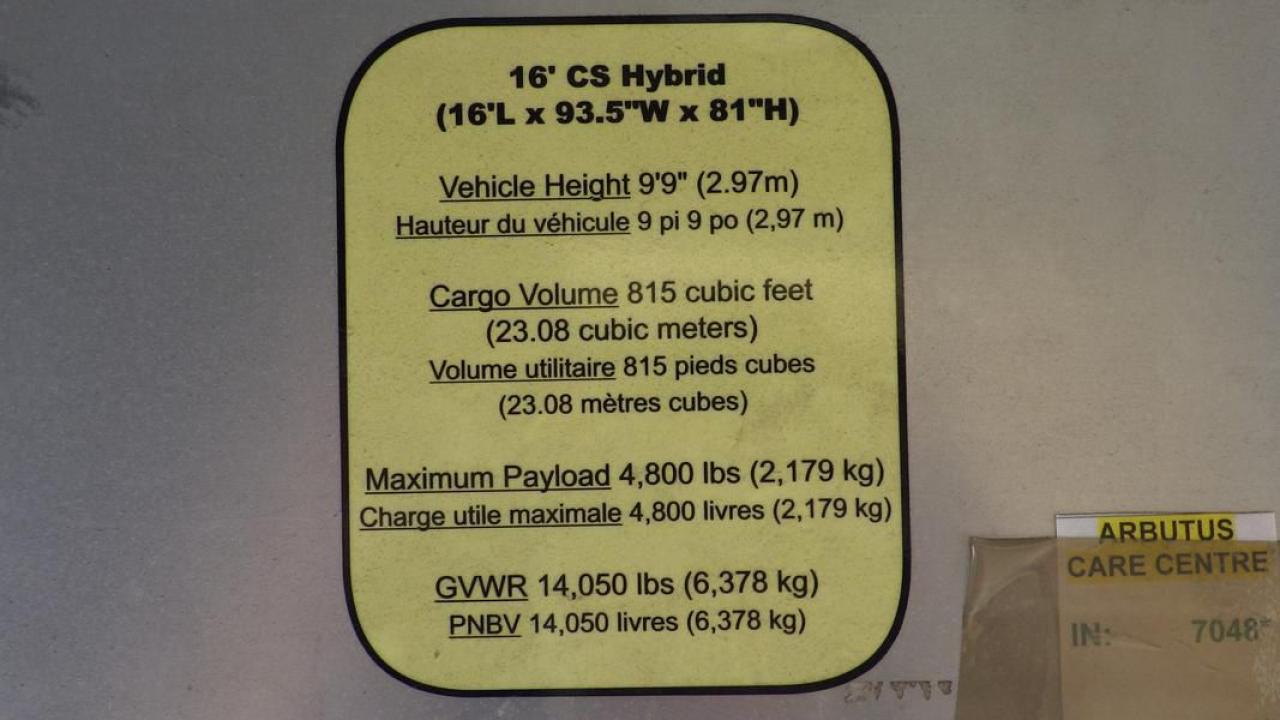 16' CS Hybrid
(16'L x 93.5"W x 81"H)
Vehicle Height 9'9" (2.97m)
Hauteur du véhicule 9 pi 9 po (2,97 m)
Cargo Volume 815 cubic feet
(23.08 cubic meters)
Volume utilitaire 815 pieds cubes
(23.08 mètres cubes)
Maximum Payload 4,800 lbs (2,179 kg)
Charge utile maximale 4,800 livres (2,179 kg)
GVWR 14,050 lbs (6,378 kg)
PNBV 14,050 livres (6,378 kg)
ARBUTUS
CARE CENTRE
IN: 7048*